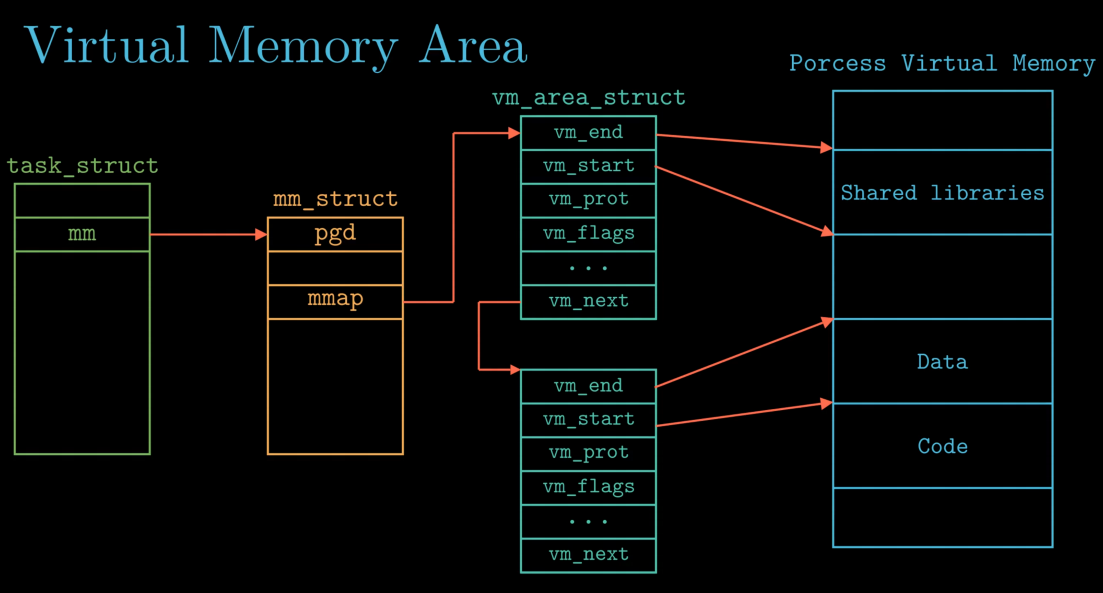 Virtual Memory Area
Porcess Virtual Memory
vm_area_struct
task_struct
mm
mm_struct
pgd
mmap
vm_end
vm_start
vm_prot
vm_flags
...
vm_next
vm_end
vm_start
vm_prot
vm_flags
...
vm_next
Shared libraries
Data
Code